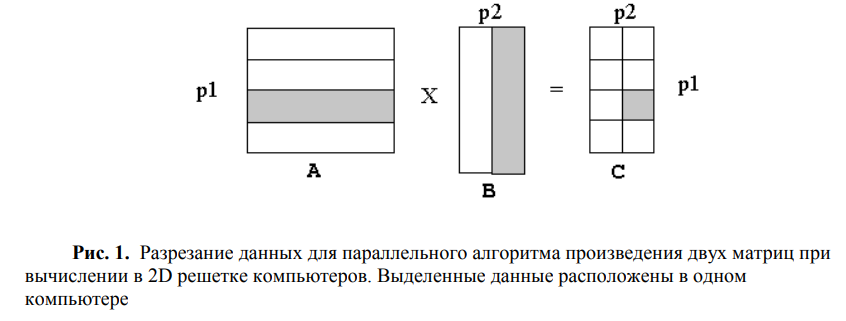 p2 p2
p1 X = p1
A
B
C
Рис. 1. Разрезание данных для параллельного алгоритма произведения двух матриц при
вычислении в 2D решетке компьютеров. Выделенные данные расположены в одном
компьютере